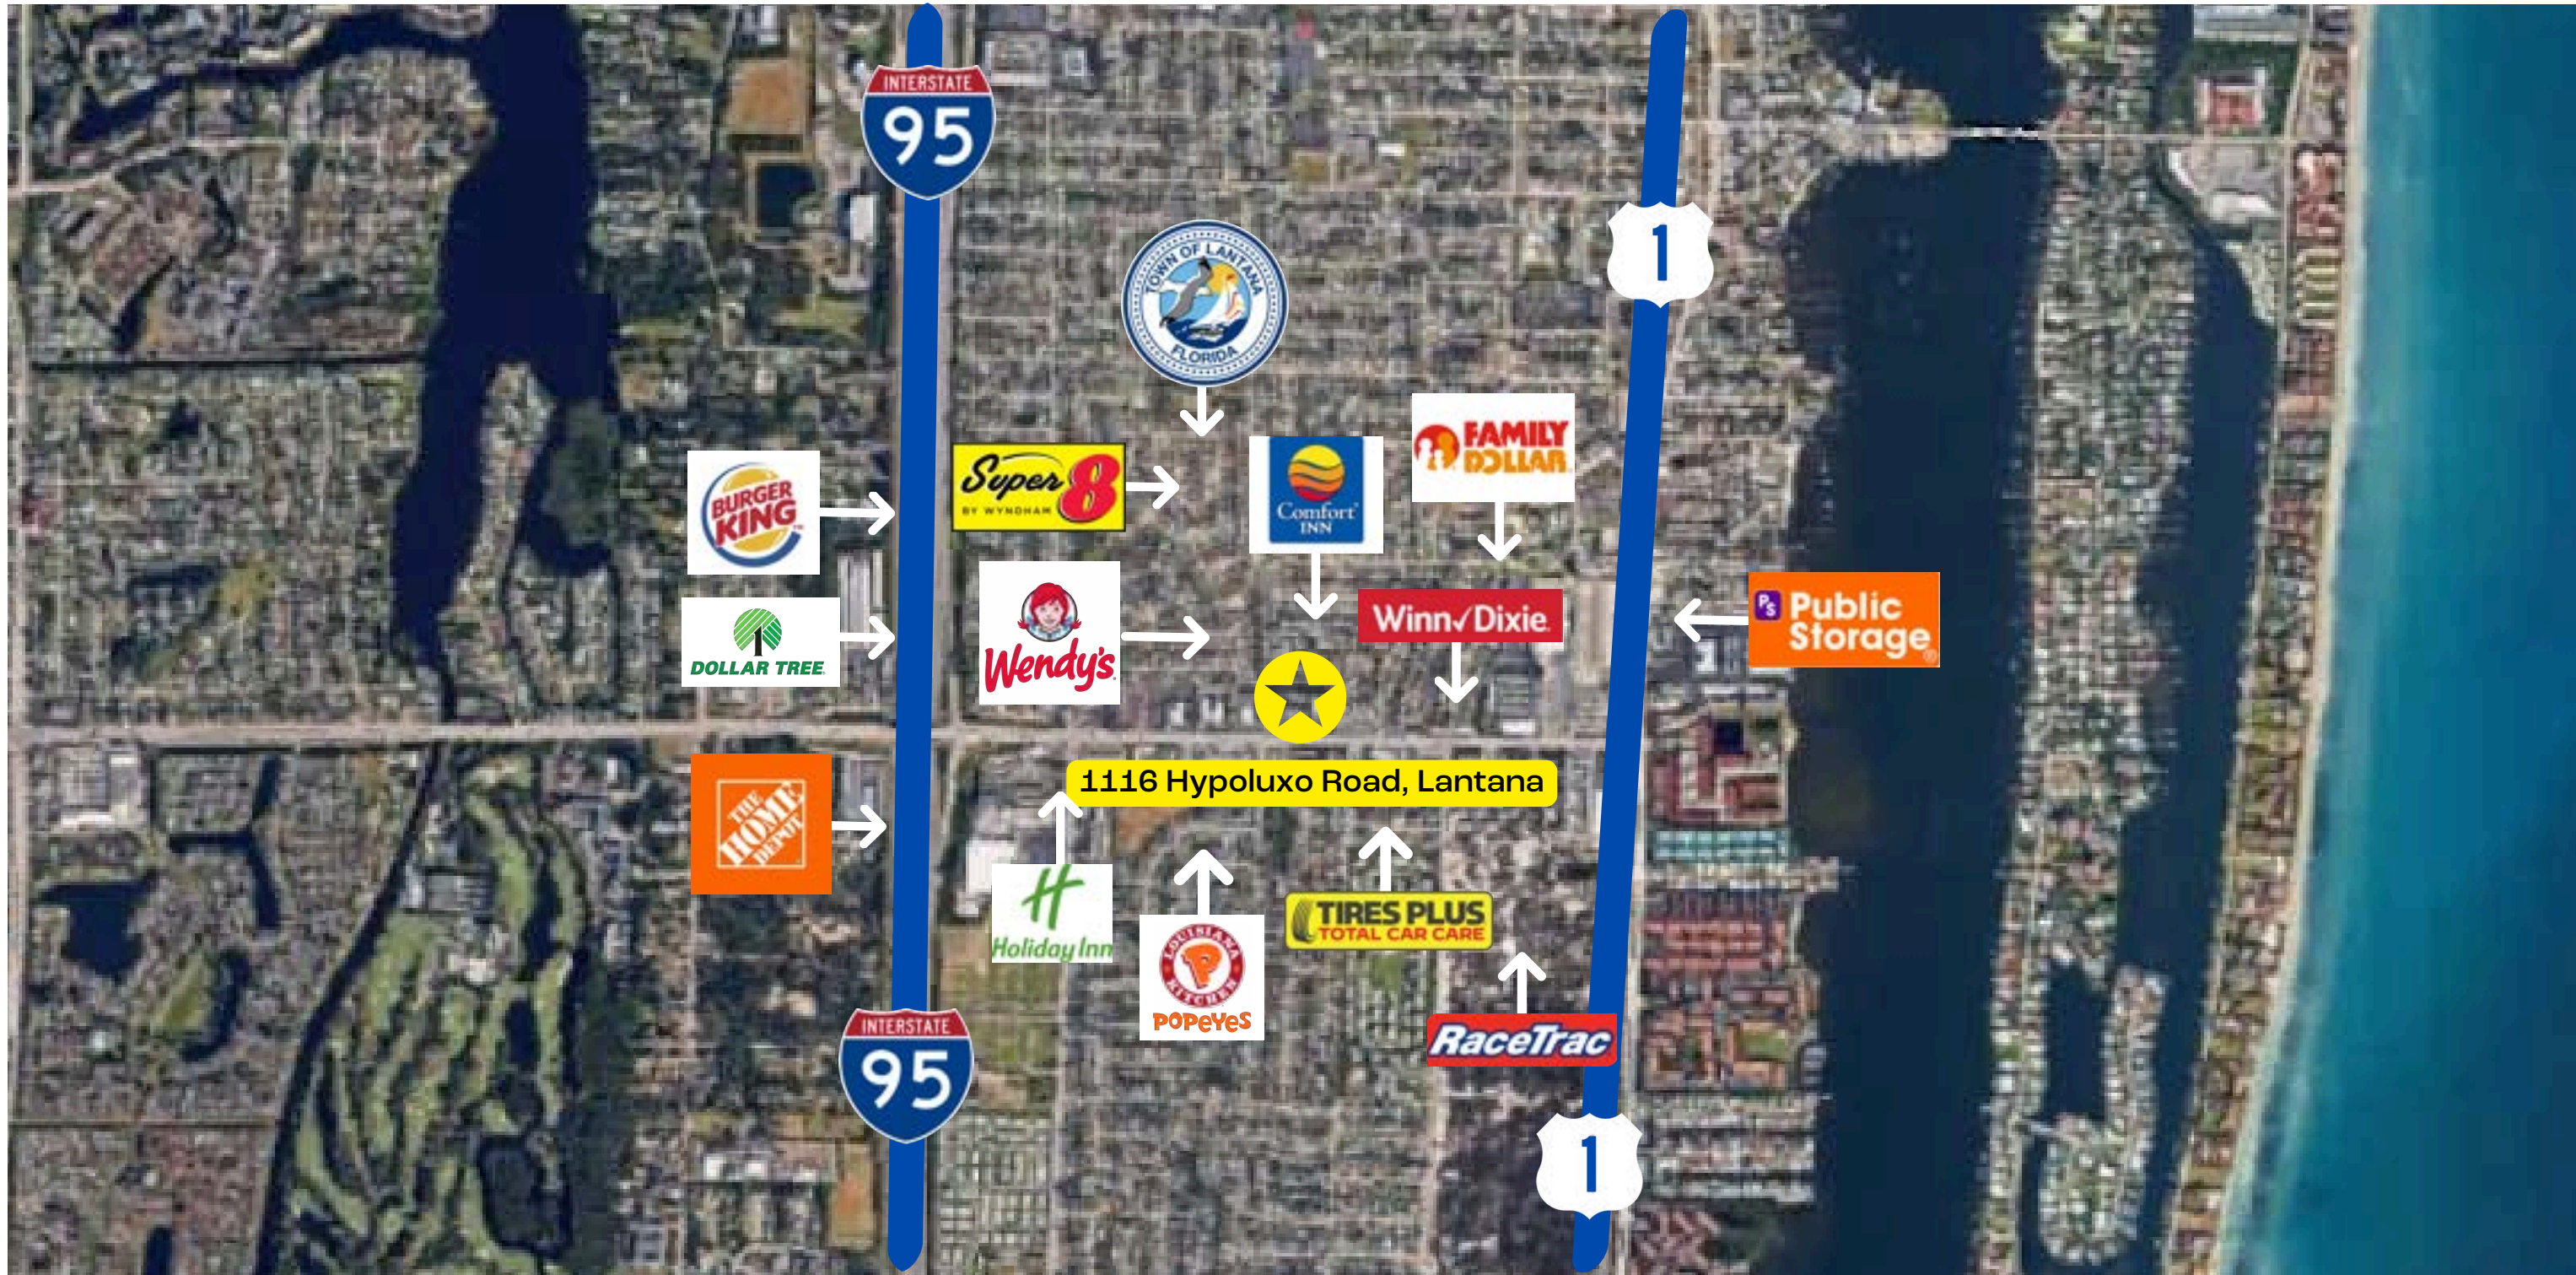 INTERSTATE
95
1
TOWN OF LANTANA
FLORIDA
FAMILY
DOLLAR
Super 8
BY WYNDHAM
Comfort
INN
BURGER
KING™
Winn✓Dixie®
PS Public
Storage®
DOLLAR TREE
Wendy's
1116 Hypoluxo Road, Lantana
THE
HOME
DEPOT
H
Holiday Inn
TIRES PLUS
TOTAL CAR CARE
LOUISIANA
P
KITCHEN
POPEYES
RaceTrac
INTERSTATE
95
1